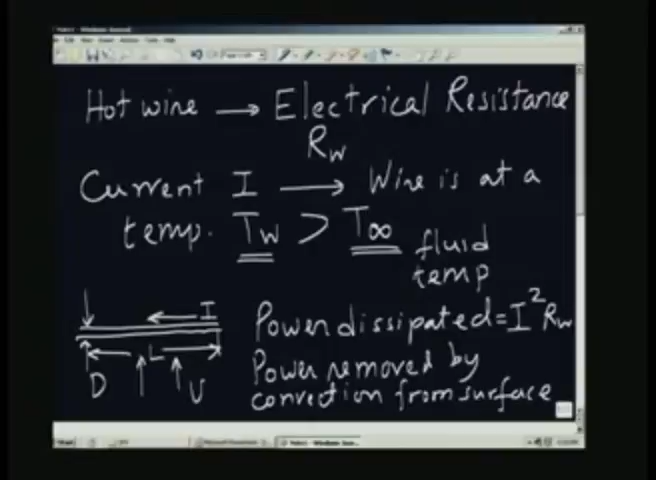 Hot wire → Electrical Resistance
Rw
Current I → Wire is at a
temp. Tw > T∞ fluid
temp
I
Power dissipated = I² Rw
L
Power removed by
D U
convection from surface